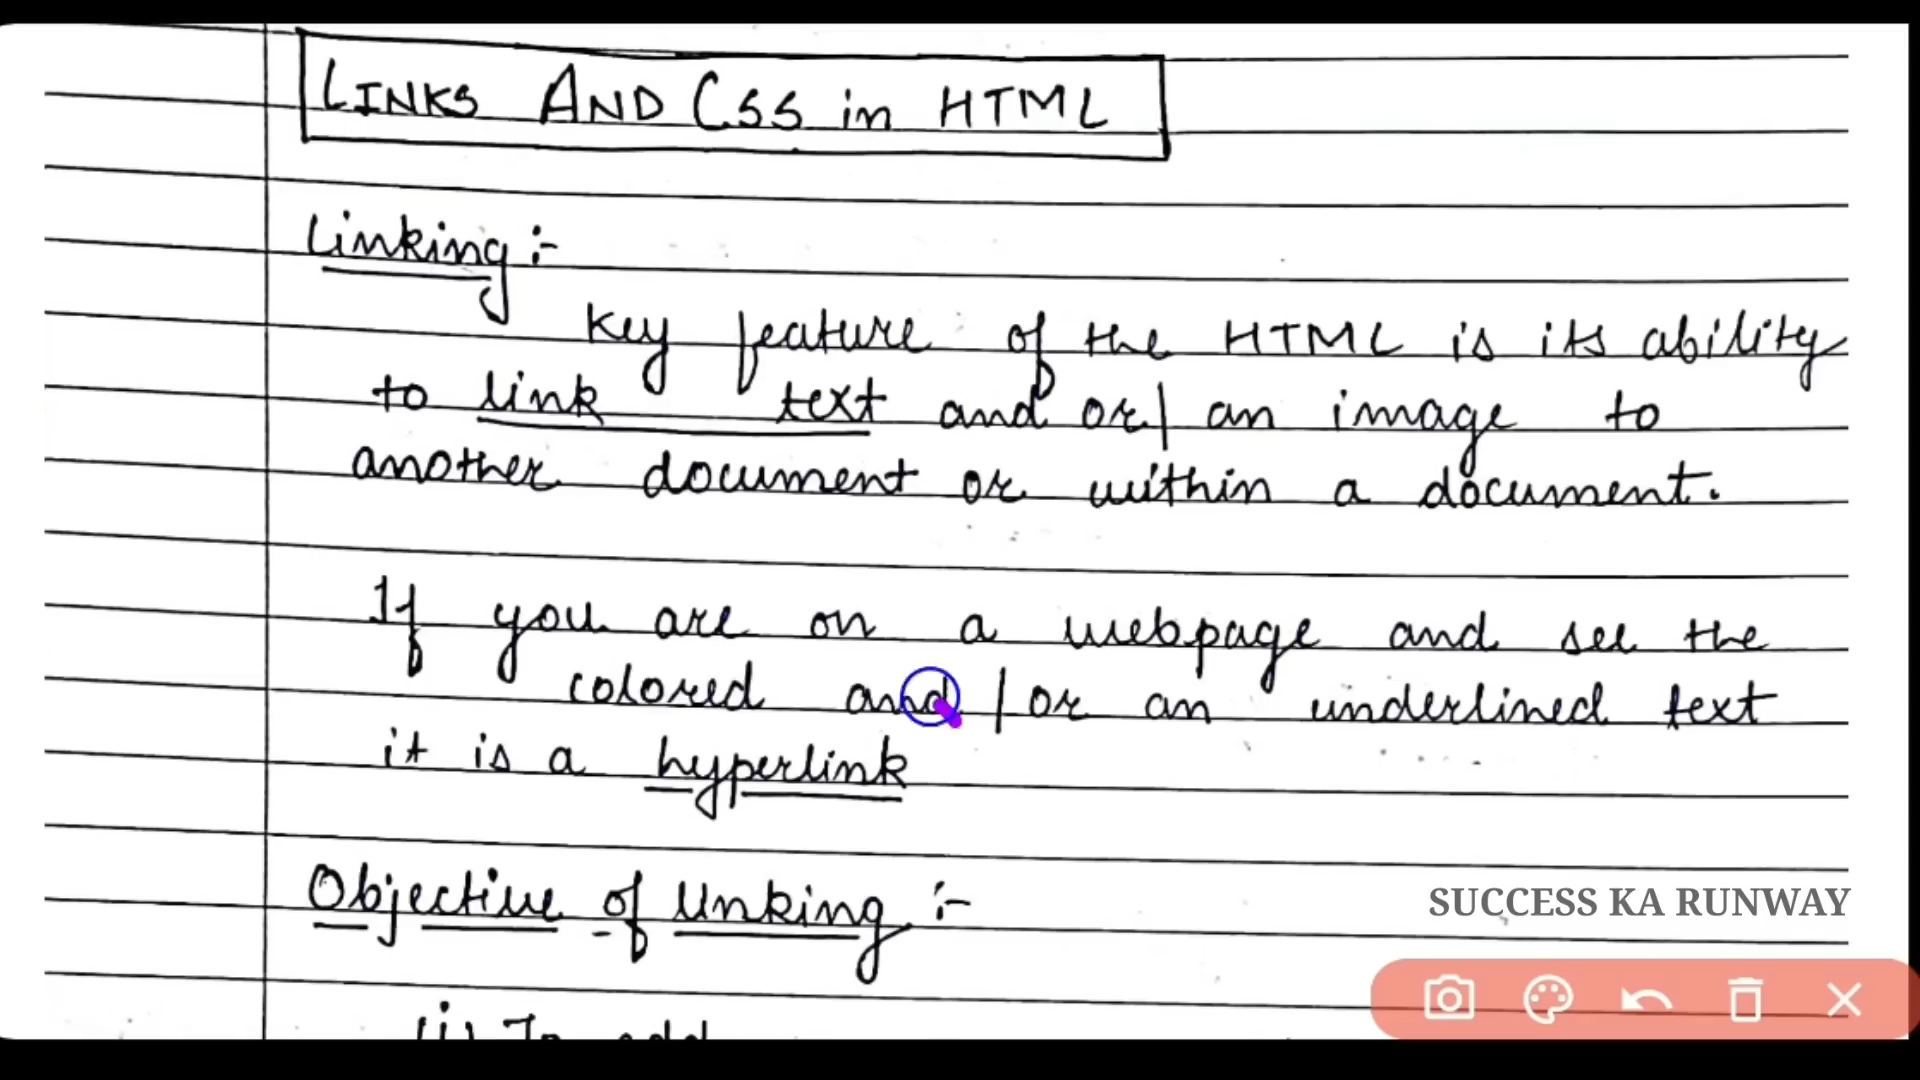 LINKS AND CSS in HTML
Linking :-
Key feature of the HTML is its ability
to link text and or/ an image to
another document or within a document.
If you are on a webpage and see the
colored and / or an underlined text
it is a hyperlink
Objective of Linking :-
SUCCESS KA RUNWAY
(i) To add